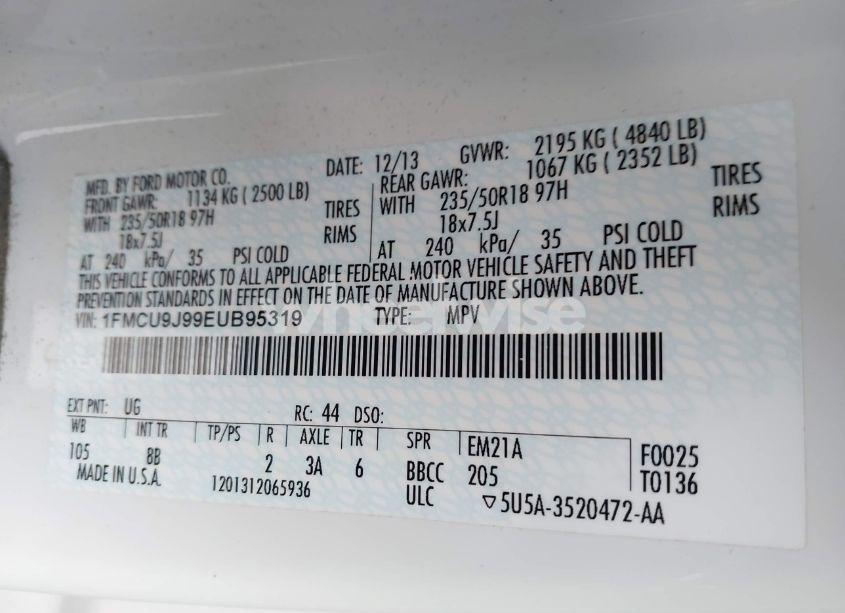 MFD. BY FORD MOTOR CO.
DATE: 12/13 GVWR: 2195 KG ( 4840 LB)
FRONT GAWR: 1134 KG ( 2500 LB) REAR GAWR: 1067 KG ( 2352 LB)
WITH 235/50R18 97H TIRES WITH 235/50R18 97H TIRES
18x7.5J RIMS 18x7.5J RIMS
AT 240 kPa/ 35 PSI COLD AT 240 kPa/ 35 PSI COLD
THIS VEHICLE CONFORMS TO ALL APPLICABLE FEDERAL MOTOR VEHICLE SAFETY AND THEFT
PREVENTION STANDARDS IN EFFECT ON THE DATE OF MANUFACTURE SHOWN ABOVE.
VIN: 1FMCU9J99EUB95319 TYPE: MPV
EXT PNT: UG RC: 44 DSO:
WB INT TR TP/PS R AXLE TR SPR EM21A F0025
105 8B 2 3A 6 BBCC 205 T0136
MADE IN U.S.A. 1201312065936 ULC ▽5U5A-3520472-AA